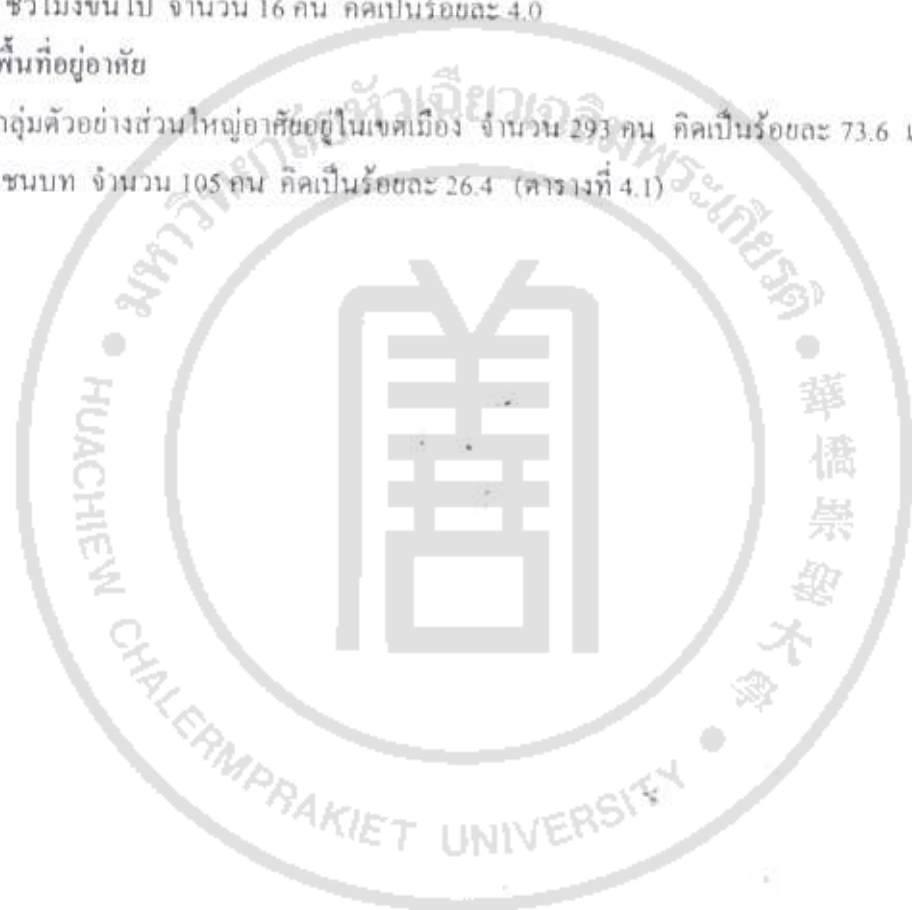 ชั่วโมงขึ้นไป จำนวน 16 คน คิดเป็นร้อยละ 4.0
พื้นที่อยู่อาศัย
กลุ่มตัวอย่างส่วนใหญ่อาศัยอยู่ในเขตเมือง จำนวน 293 คน คิดเป็นร้อยละ 73.6
ชนบท จำนวน 105 คน คิดเป็นร้อยละ 26.4 (ตารางที่ 4.1)
มหาวิทยาลัยหัวเฉียวเฉลิมพระเกียรติ
華僑崇聖大學
HUACHIEW CHALERMPRAKIET UNIVERSITY